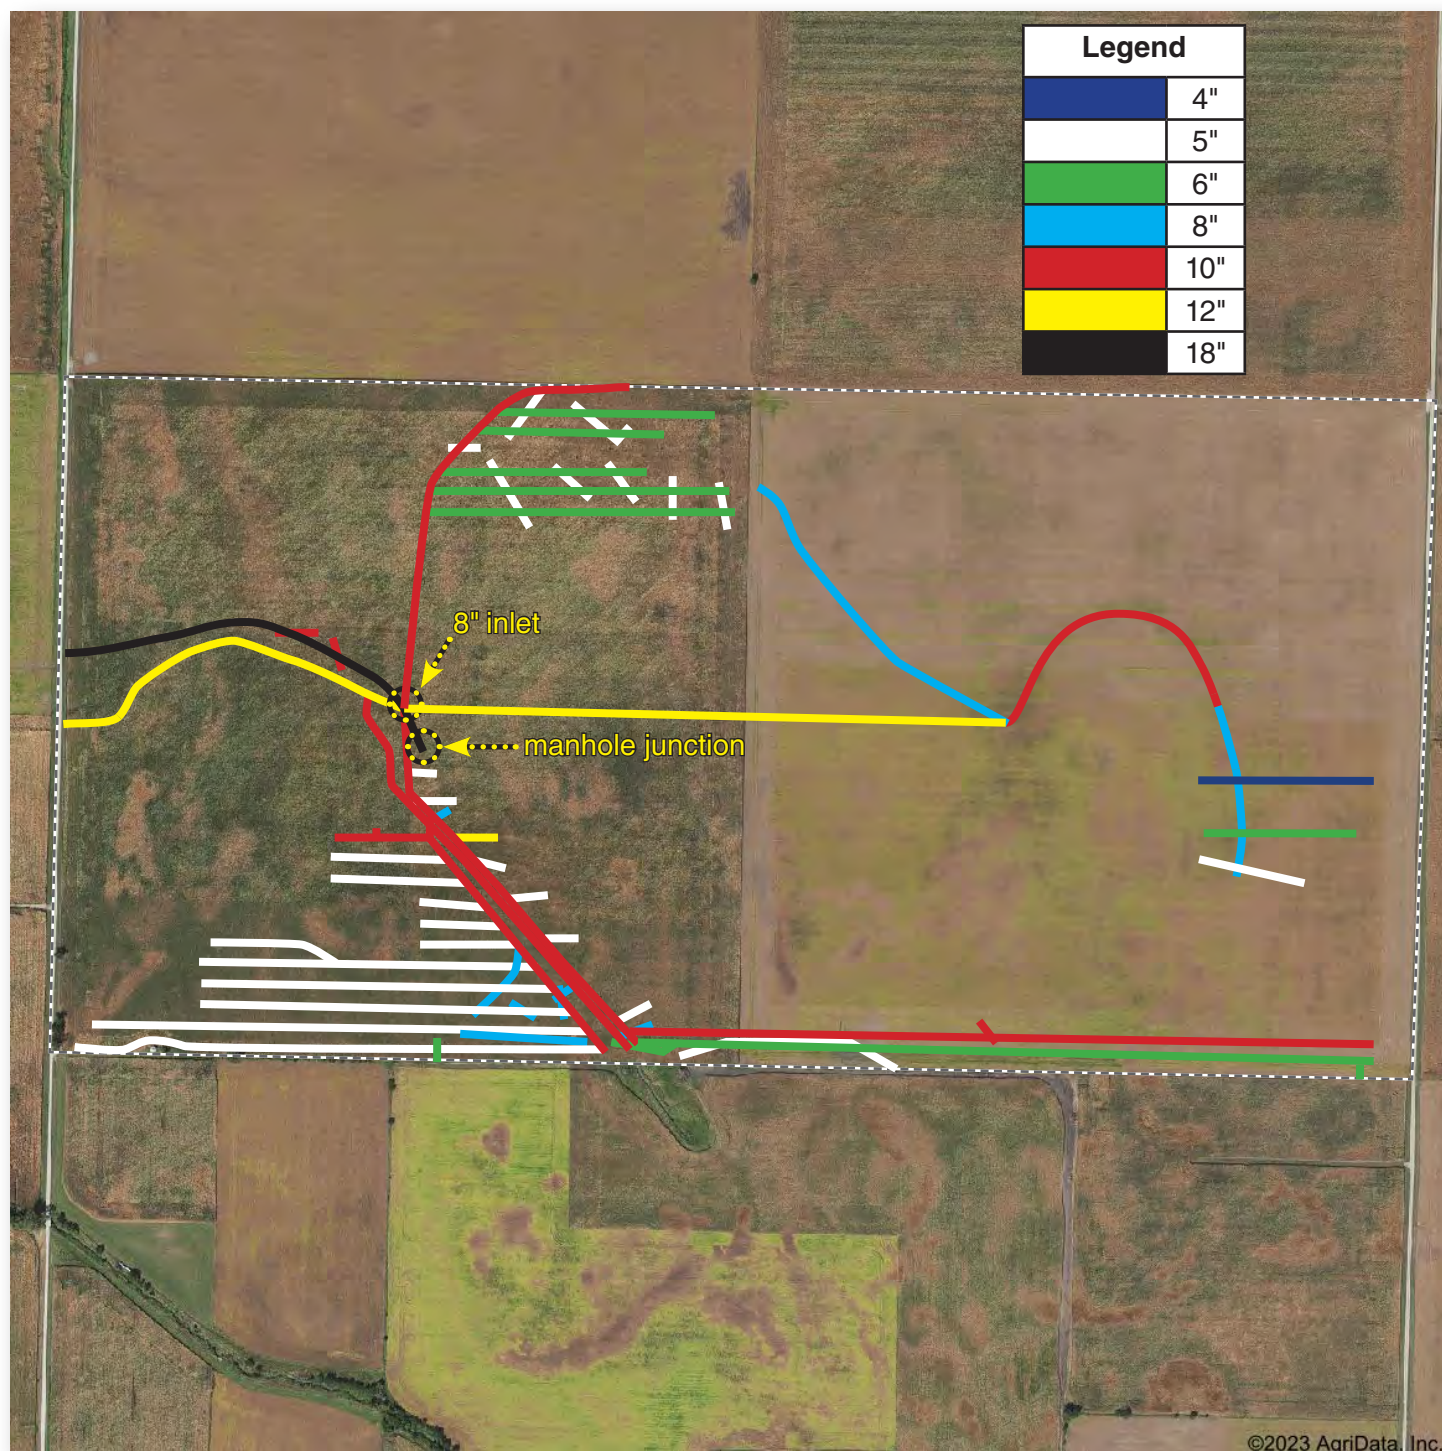 Legend
4"
5"
6"
8"
10"
12"
18"
8" inlet
manhole junction
©2023 AgriData, Inc